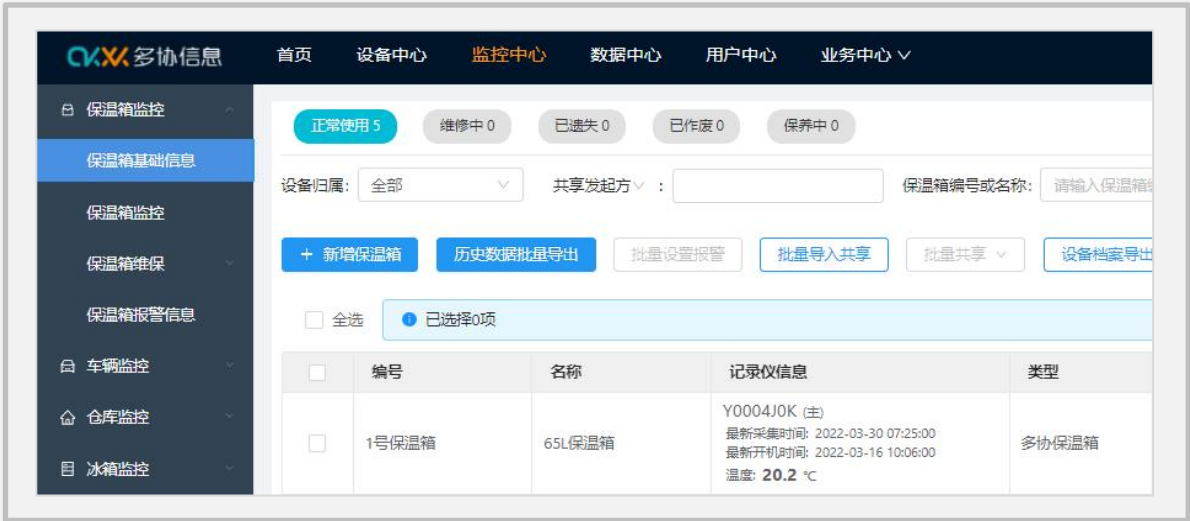 多协信息 首页 设备中心 监控中心 数据中心 用户中心 业务中心
保温箱监控
保温箱基础信息
保温箱监控
保温箱维保
保温箱报警信息
车辆监控
仓库监控
冰箱监控
正常使用 5 维修中 0 已遗失 0 已作废 0 保养中 0
设备归属: 全部 共享发起方 : 保温箱编号或名称: 请输入保温箱
+ 新增保温箱 历史数据批量导出 批量设置报警 批量导入共享 批量共享 设备档案导出
全选 已选择0项
编号 名称 记录仪信息 类型
1号保温箱 65L保温箱 Y0004J0K (主) 多协保温箱
最新采集时间: 2022-03-30 07:25:00
最新开机时间: 2022-03-16 10:06:00
温度: 20.2 ℃